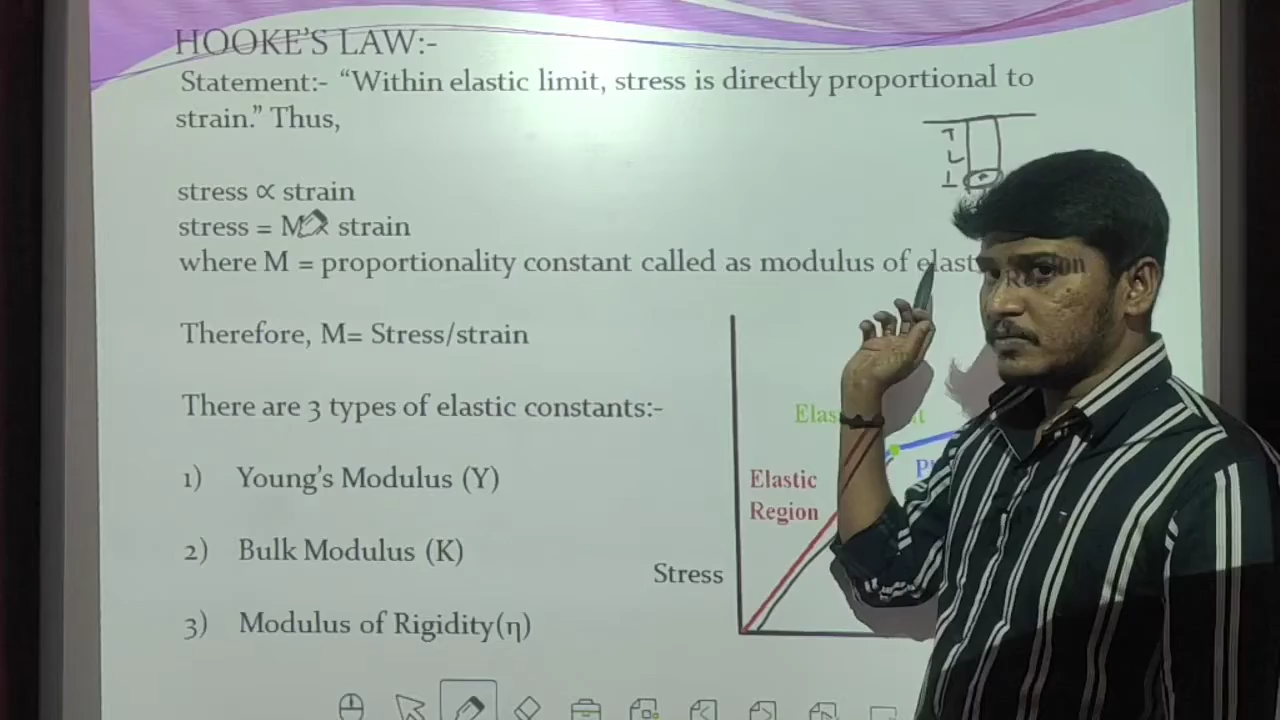 HOOKE'S LAW:-
Statement:- “Within elastic limit, stress is directly proportional to
strain.” Thus,
stress ∝ strain
stress = M strain
where M = proportionality constant called as modulus of
Therefore, M= Stress/strain
There are 3 types of elastic constants:-
1) Young's Modulus (Y)
2) Bulk Modulus (K)
3) Modulus of Rigidity(η)
L
Elastic
Region
Stress